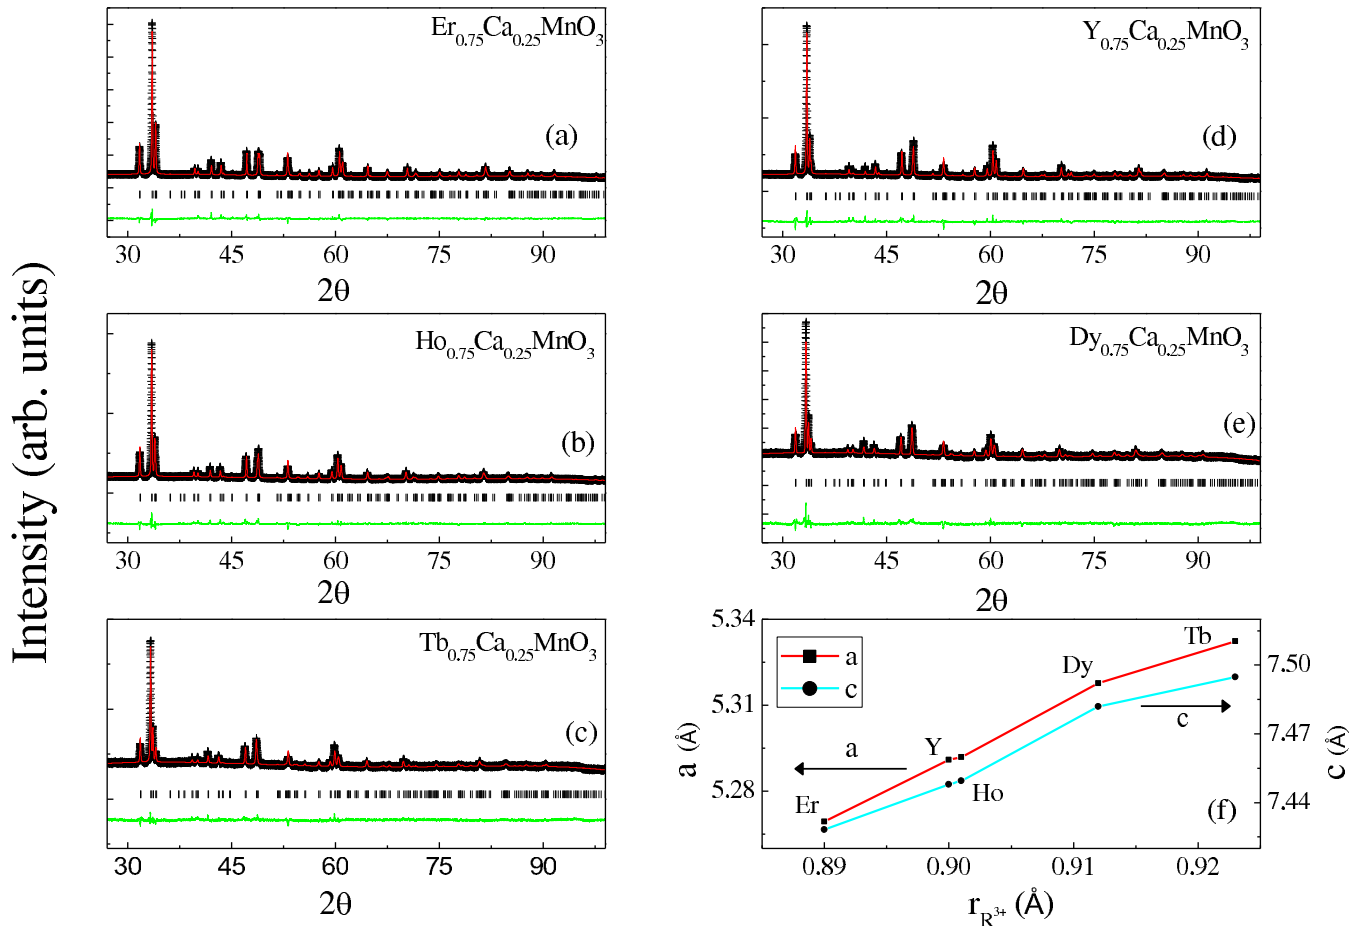 Intensity (arb. units)
Er0.75Ca0.25MnO3
(a)
30 45 60 75 90
2θ
Y0.75Ca0.25MnO3
(d)
30 45 60 75 90
2θ
Ho0.75Ca0.25MnO3
(b)
30 45 60 75 90
2θ
Dy0.75Ca0.25MnO3
(e)
30 45 60 75 90
2θ
Tb0.75Ca0.25MnO3
(c)
30 45 60 75 90
2θ
5.34
5.31
5.28
a (Å)
a
c
Er
Y
Ho
Dy
Tb
a
c
(f)
7.50
7.47
7.44
c (Å)
0.89 0.90 0.91 0.92
rR3+ (Å)